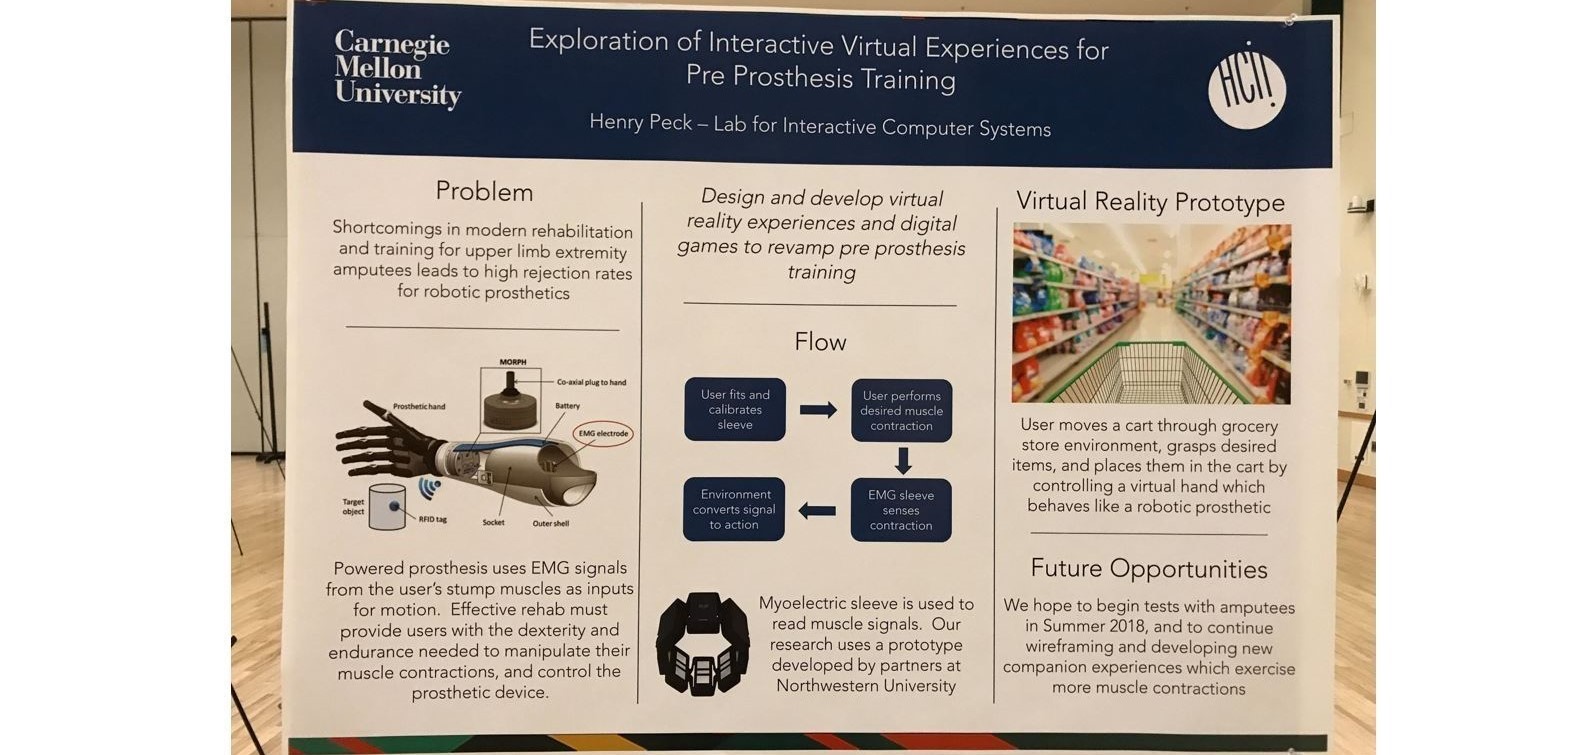 Carnegie
Mellon
University
Exploration of Interactive Virtual Experiences for
Pre Prosthesis Training
Henry Peck – Lab for Interactive Computer Systems
HCII
Problem
Shortcomings in modern rehabilitation
and training for upper limb extremity
amputees leads to high rejection rates
for robotic prosthetics
MORPH
Co-axial plug to hand
Battery
Prosthetic hand
EMG electrode
Target
object
RFID tag
Socket
Outer shell
Powered prosthesis uses EMG signals
from the user's stump muscles as inputs
for motion. Effective rehab must
provide users with the dexterity and
endurance needed to manipulate their
muscle contractions, and control the
prosthetic device.
Design and develop virtual
reality experiences and digital
games to revamp pre prosthesis
training
Flow
User fits and
calibrates
sleeve
User performs
desired muscle
contraction
EMG sleeve
senses
contraction
Environment
converts signal
to action
Myoelectric sleeve is used to
read muscle signals. Our
research uses a prototype
developed by partners at
Northwestern University
Virtual Reality Prototype
User moves a cart through grocery
store environment, grasps desired
items, and places them in the cart by
controlling a virtual hand which
behaves like a robotic prosthetic
Future Opportunities
We hope to begin tests with amputees
in Summer 2018, and to continue
wireframing and developing new
companion experiences which exercise
more muscle contractions